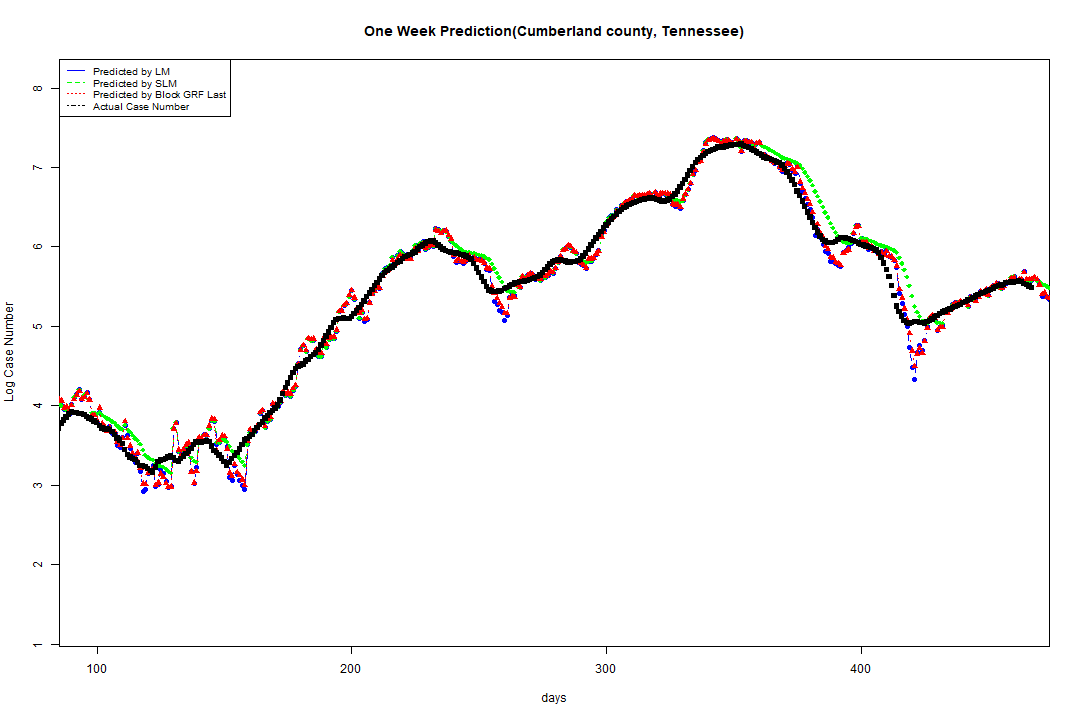 One Week Prediction(Cumberland county, Tennessee)
Predicted by LM
Predicted by SLM
Predicted by Block GRF Last
Actual Case Number
8
7
6
5
4
3
2
1
Log Case Number
100 200 300 400
days